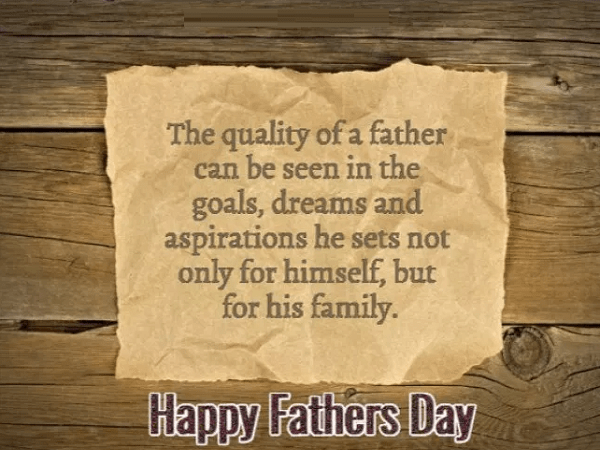 The quality of a father
can be seen in the
goals, dreams and
aspirations he sets not
only for himself, but
for his family.
Happy Fathers Day